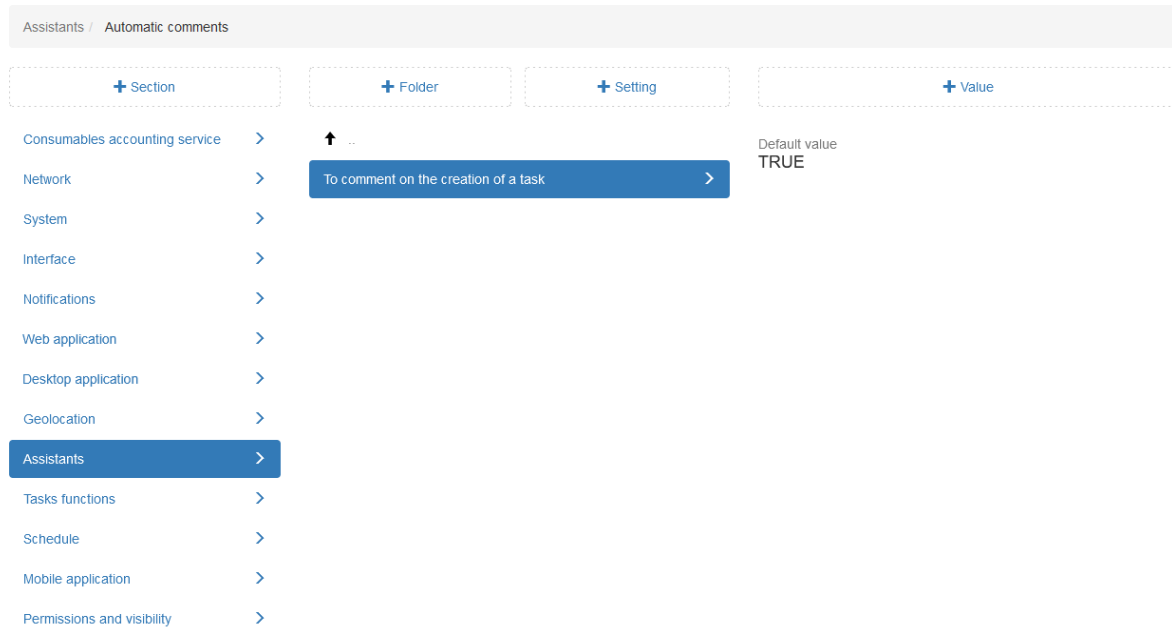 Assistants / Automatic comments
+ Section
+ Folder
+ Setting
+ Value
Consumables accounting service
Network
System
Interface
Notifications
Web application
Desktop application
Geolocation
Assistants
Tasks functions
Schedule
Mobile application
Permissions and visibility
..
To comment on the creation of a task
Default value
TRUE